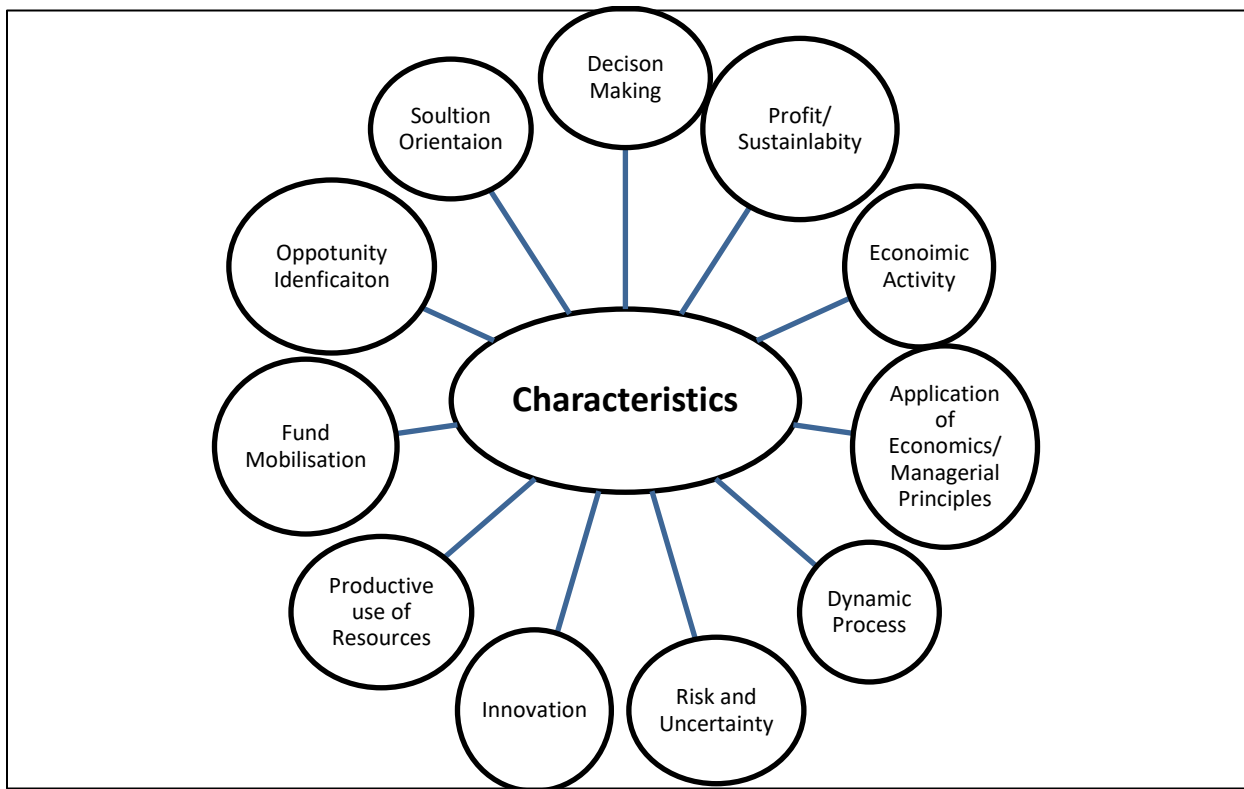 Decison
Making
Profit/
Sustainlabity
Econoimic
Activity
Application
of
Economics/
Managerial
Principles
Dynamic
Process
Risk and
Uncertainty
Innovation
Productive
use of
Resources
Fund
Mobilisation
Oppotunity
Idenficaiton
Soultion
Orientaion
Characteristics